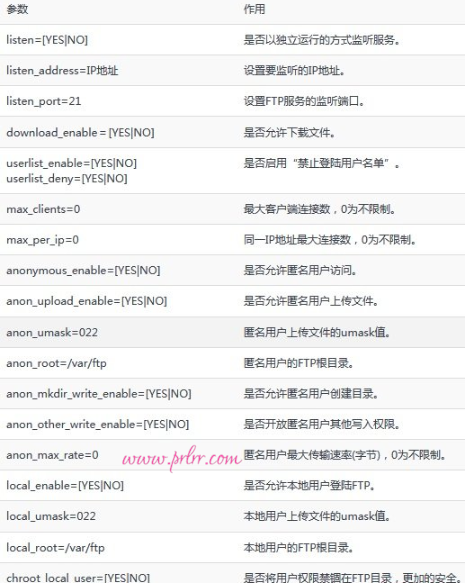 参数 作用
listen=[YES|NO] 是否以独立运行的方式监听服务。
listen_address=IP地址 设置要监听的IP地址。
listen_port=21 设置FTP服务的监听端口。
download_enable＝[YES|NO] 是否允许下载文件。
userlist_enable=[YES|NO] 是否启用“禁止登陆用户名单”。
userlist_deny=[YES|NO]
max_clients=0 最大客户端连接数，0为不限制。
max_per_ip=0 同一IP地址最大连接数，0为不限制。
anonymous_enable=[YES|NO] 是否允许匿名用户访问。
anon_upload_enable=[YES|NO] 是否允许匿名用户上传文件。
anon_umask=022 匿名用户上传文件的umask值。
anon_root=/var/ftp 匿名用户的FTP根目录。
anon_mkdir_write_enable=[YES|NO] 是否允许匿名用户创建目录。
anon_other_write_enable=[YES|NO] 是否开放匿名用户其他写入权限。
anon_max_rate=0 www.prlrr.com 匿名用户最大传输速率(字节)，0为不限制。
local_enable=[YES|NO] 是否允许本地用户登陆FTP。
local_umask=022 本地用户上传文件的umask值。
local_root=/var/ftp 本地用户的FTP根目录。
chroot_local_user=[YES|NO] 是否将用户权限禁锢在FTP目录，更加的安全。